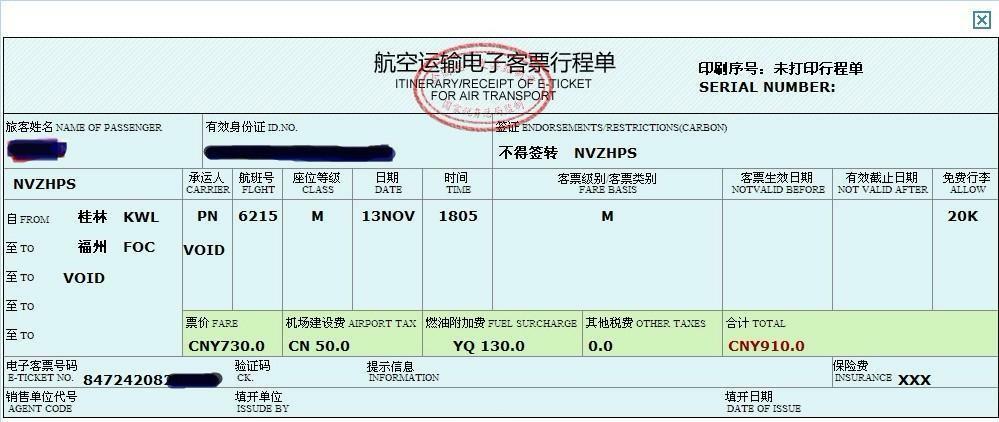 航空运输电子客票行程单
ITINERARY/RECEIPT OF E-TICKET
FOR AIR TRANSPORT
印刷序号：未打印行程单
SERIAL NUMBER:
旅客姓名 NAME OF PASSENGER
有效身份证 ID.NO.
签证 ENDORSEMENTS/RESTRICTIONS(CARBON)
不得签转 NVZHPS
NVZHPS
承运人 CARRIER
航班号 FLGHT
座位等级 CLASS
日期 DATE
时间 TIME
客票级别/客票类别 FARE BASIS
客票生效日期 NOTVALID BEFORE
有效截止日期 NOT VALID AFTER
免费行李 ALLOW
自 FROM 桂林 KWL PN 6215 M 13NOV 1805 M 20K
至 TO 福州 FOC VOID
至 TO VOID
至 TO
至 TO
票价 FARE 机场建设费 AIRPORT TAX 燃油附加费 FUEL SURCHARGE 其他税费 OTHER TAXES 合计 TOTAL
CNY730.0 CN 50.0 YQ 130.0 0.0 CNY910.0
电子客票号码 E-TICKET NO. 84724208
验证码 CK.
提示信息 INFORMATION
保险费 INSURANCE XXX
销售单位代号 AGENT CODE
填开单位 ISSUDE BY
填开日期 DATE OF ISSUE